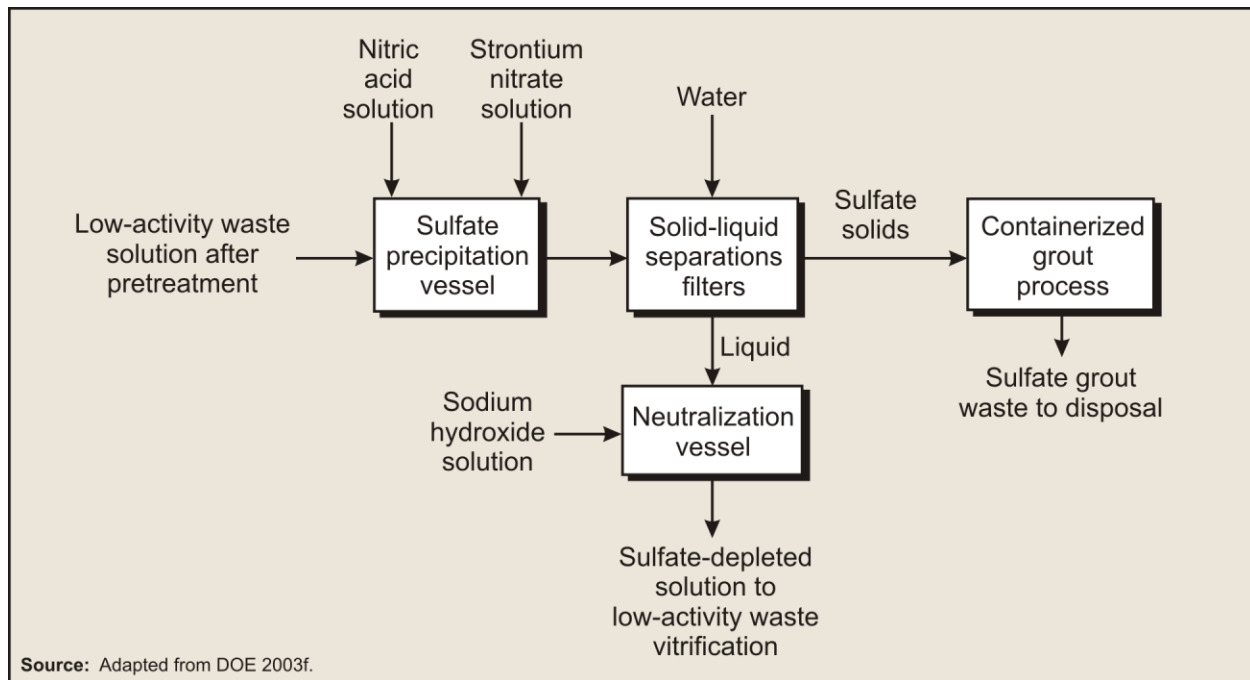 Nitric
acid
solution
Strontium
nitrate
solution
Water
Low-activity waste
solution after
pretreatment
Sulfate
precipitation
vessel
Solid-liquid
separations
filters
Sulfate
solids
Containerized
grout
process
Liquid
Sulfate grout
waste to disposal
Sodium
hydroxide
solution
Neutralization
vessel
Sulfate-depleted
solution to
low-activity waste
vitrification
Source: Adapted from DOE 2003f.